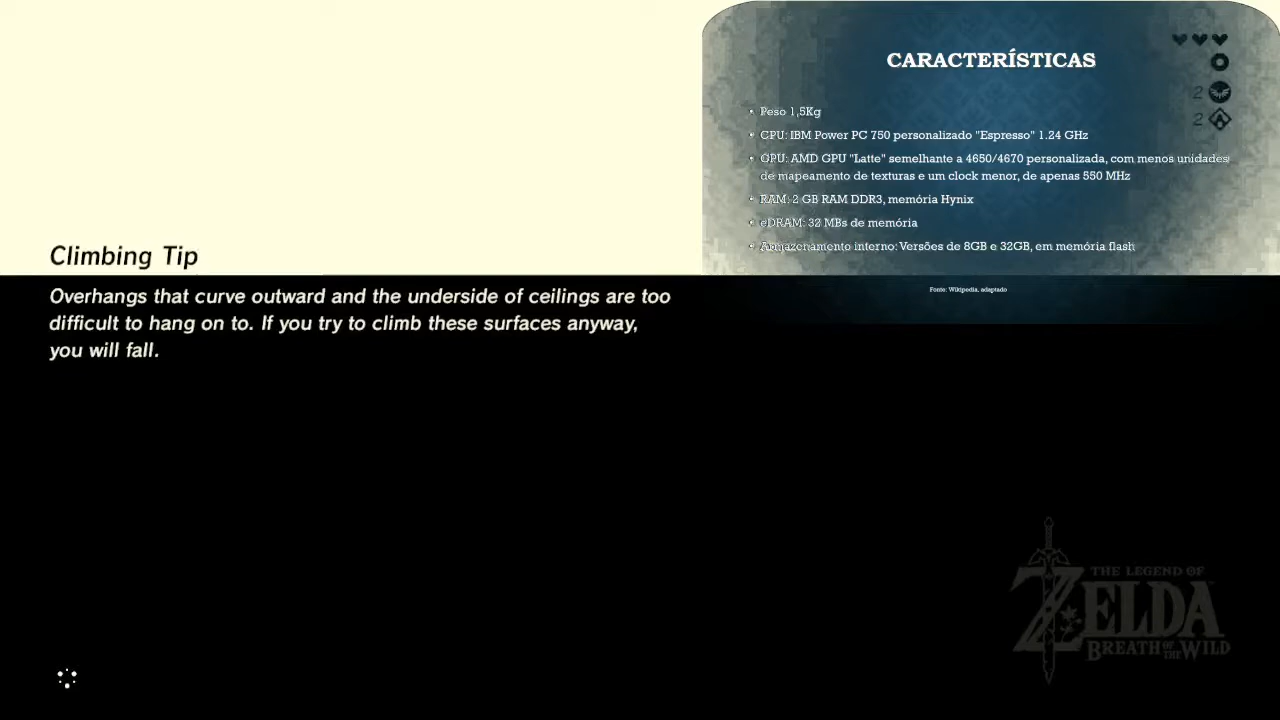 CARACTERÍSTICAS
2
2
• Peso 1,5Kg
• CPU: IBM Power PC 750 personalizado "Espresso" 1.24 GHz
• GPU: AMD GPU "Latte" semelhante a 4650/4670 personalizada, com menos unidades
de mapeamento de texturas e um clock menor, de apenas 550 MHz
• RAM: 2 GB RAM DDR3, memória Hynix
• eDRAM: 32 MBs de memória
• Armazenamento interno: Versões de 8GB e 32GB, em memória flash
Fonte: Wikipedia, adaptado
Climbing Tip
Overhangs that curve outward and the underside of ceilings are too
difficult to hang on to. If you try to climb these surfaces anyway,
you will fall.
THE LEGEND OF
ZELDA
BREATH OF THE WILD